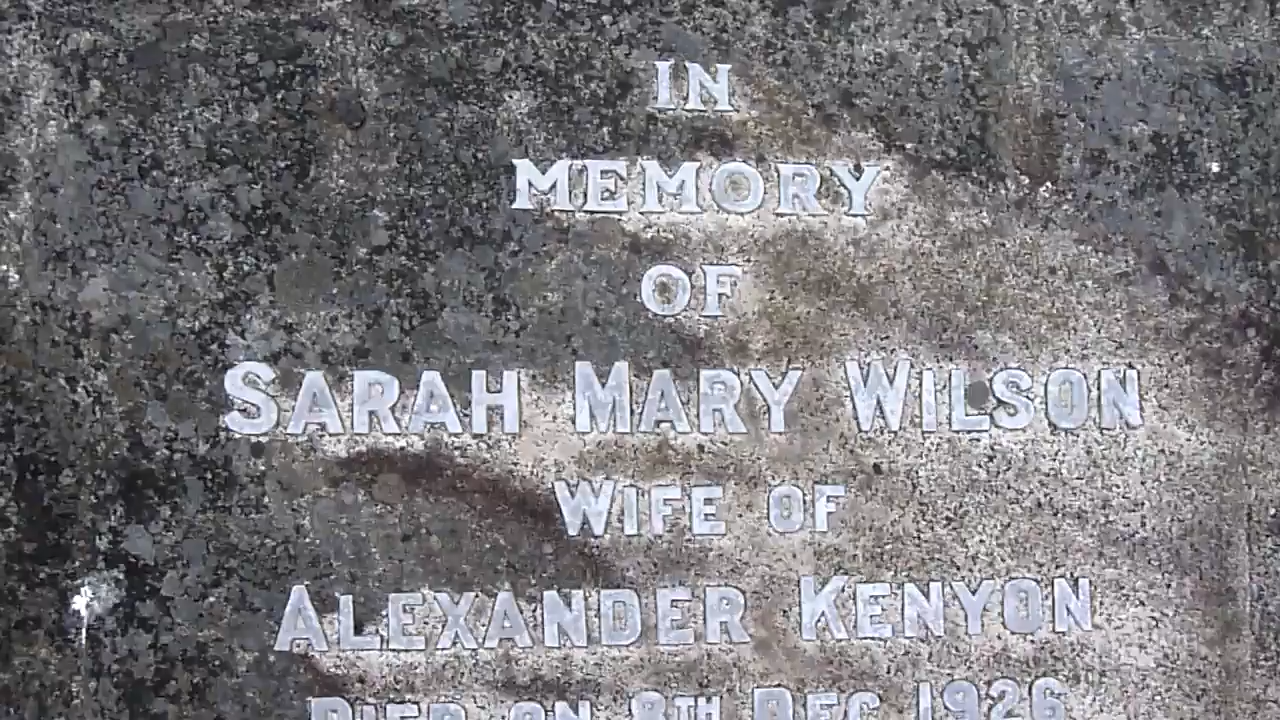 IN
MEMORY
OF
SARAH MARY WILSON
WIFE OF
ALEXANDER KENYON
DIED ON 8TH DEC 1926